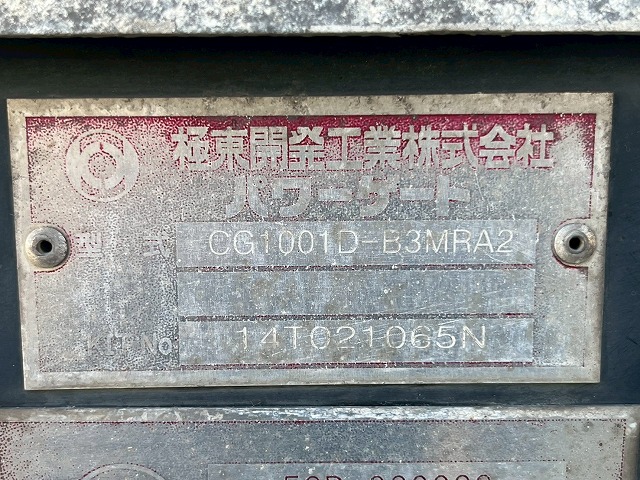 極東開発工業株式会社
パワーゲート
型式 CG1001D-B3MRA2
KIT No. 14T021065N